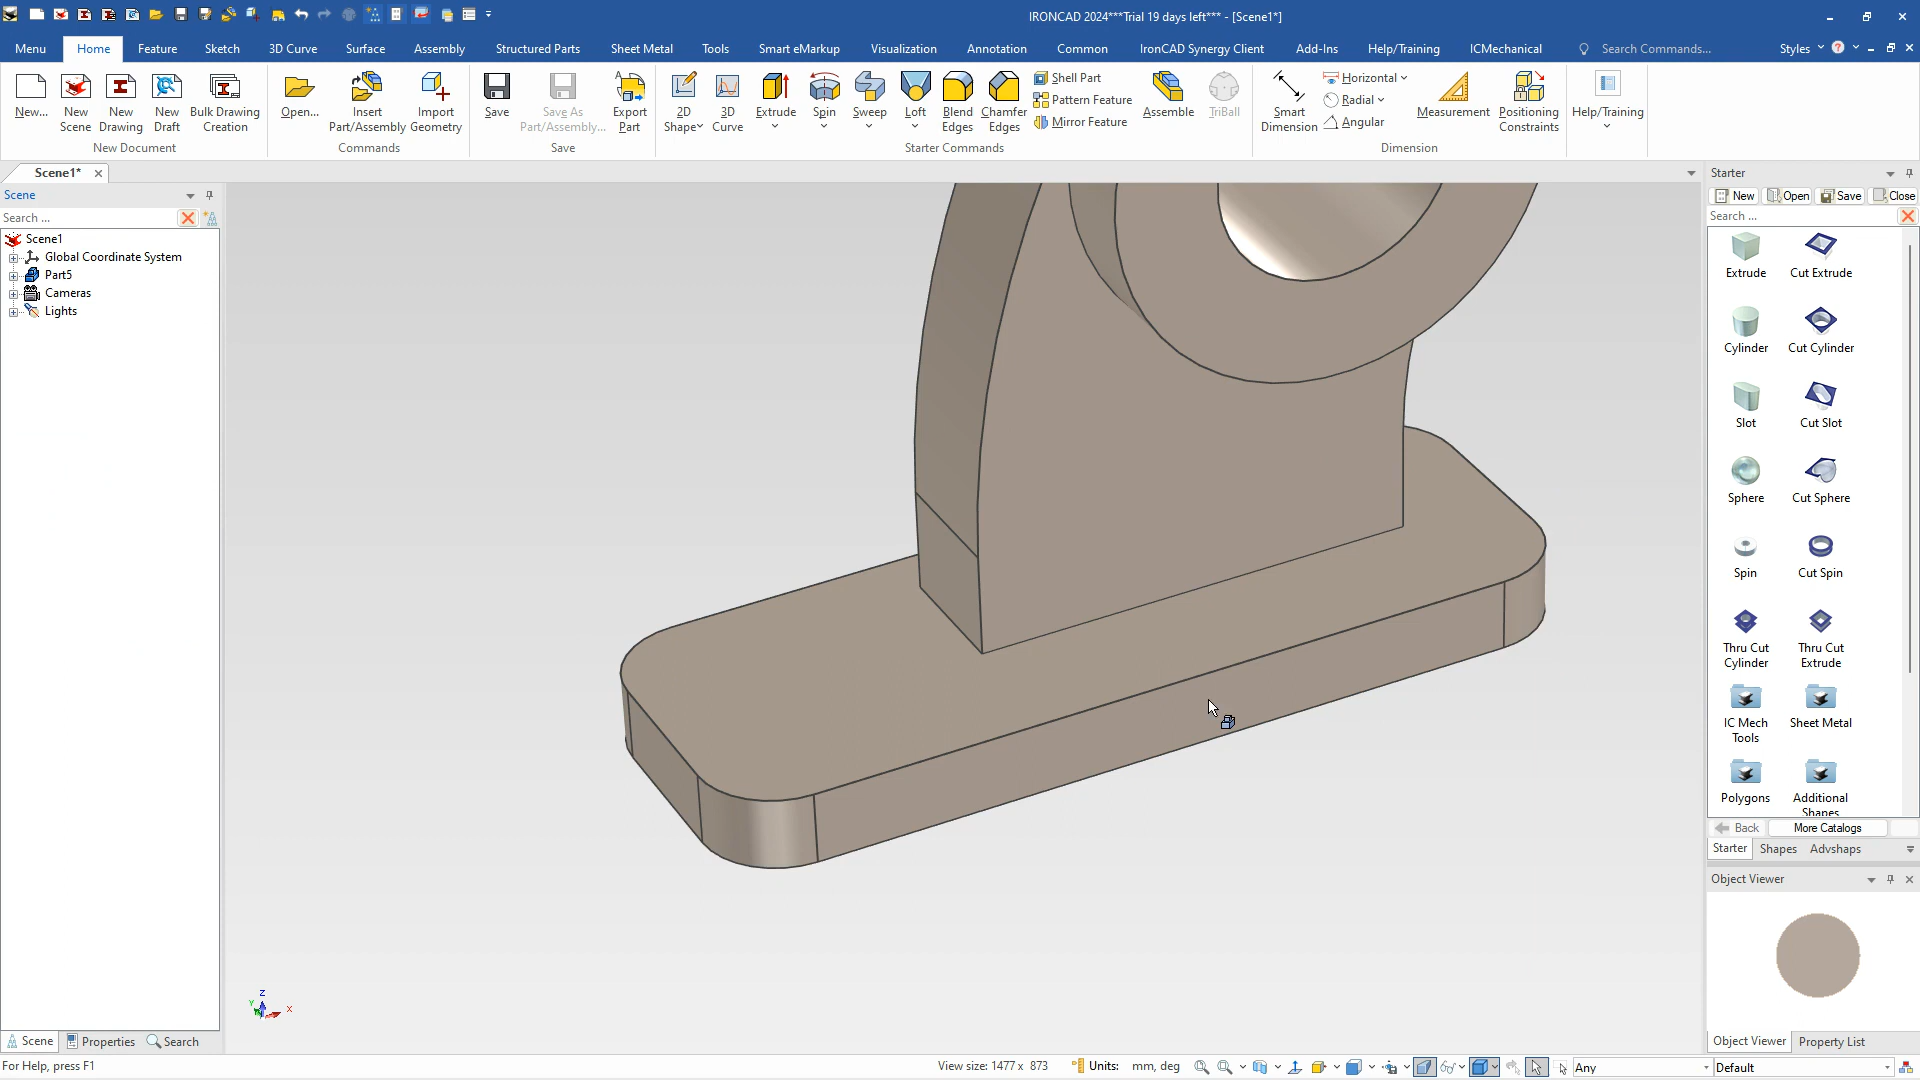 IRONCAD 2024***Trial 19 days left*** - [Scene1*]
Menu Home Feature Sketch 3D Curve Surface Assembly Structured Parts Sheet Metal Tools Smart eMarkup Visualization Annotation Common IronCAD Synergy Client Add-Ins Help/Training ICMechanical Search Commands... Styles
New... New Scene New Drawing New Draft Bulk Drawing Creation
New Document
Open... Insert Part/Assembly Import Geometry
Commands
Save Save As Part/Assembly... Export Part
Save
2D Shape 3D Curve Extrude Spin Sweep Loft Blend Edges Chamfer Edges
Shell Part
Pattern Feature
Mirror Feature
Assemble TriBall
Starter Commands
Smart Dimension
Horizontal
Radial
Angular
Measurement Positioning Constraints
Dimension
Help/Training
Scene1*
Scene
Search ...
Scene1
Global Coordinate System
Part5
Cameras
Lights
Z
Y
X
Starter
New Open Save Close
Search ...
Extrude Cut Extrude
Cylinder Cut Cylinder
Slot Cut Slot
Sphere Cut Sphere
Spin Cut Spin
Thru Cut Cylinder Thru Cut Extrude
IC Mech Tools Sheet Metal
Polygons Additional Shapes
Back More Catalogs
Starter Shapes Advshaps
Object Viewer
Object Viewer Property List
Scene Properties Search
For Help, press F1
View size: 1477 x 873
Units: mm, deg
Any
Default